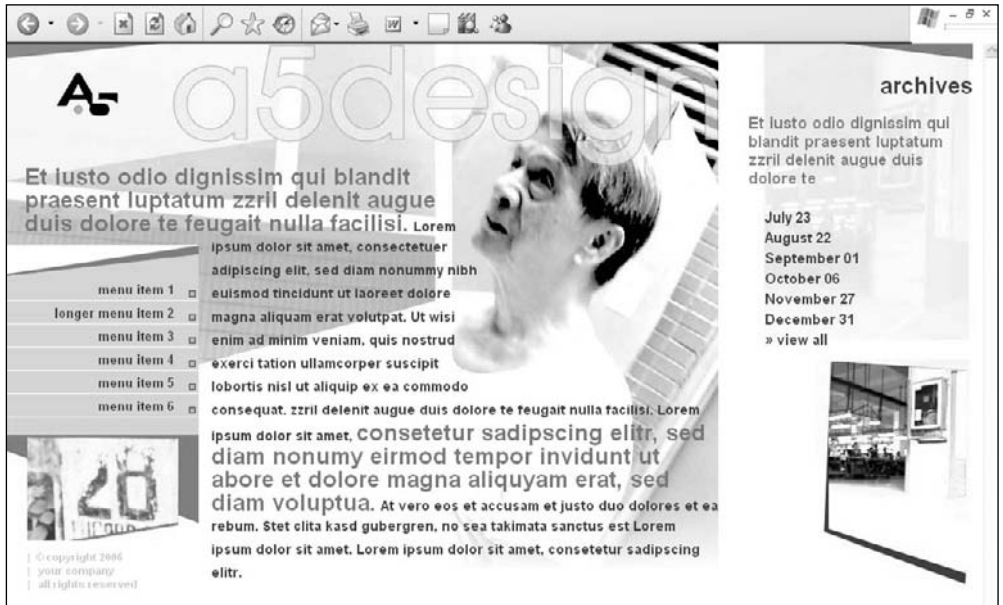 A5
a5design
Et iusto odio dignissim qui blandit
praesent luptatum zzril delenit augue
duis dolore te feugait nulla facilisi. Lorem
ipsum dolor sit amet, consectetuer
adipiscing elit, sed diam nonummy nibh
euismod tincidunt ut laoreet dolore
magna aliquam erat volutpat. Ut wisi
enim ad minim veniam, quis nostrud
exerci tation ullamcorper suscipit
lobortis nisl ut aliquip ex ea commodo
consequat. zzril delenit augue duis dolore te feugait nulla facilisi. Lorem
ipsum dolor sit amet, consetetur sadipscing elitr, sed
diam nonumy eirmod tempor invidunt ut
abore et dolore magna aliquyam erat, sed
diam voluptua. At vero eos et accusam et justo duo dolores et ea
rebum. Stet clita kasd gubergren, no sea takimata sanctus est Lorem
ipsum dolor sit amet. Lorem ipsum dolor sit amet, consetetur sadipscing
elitr.
menu item 1
longer menu item 2
menu item 3
menu item 4
menu item 5
menu item 6
20
| © copyright 2006
| your company
| all rights reserved
archives
Et iusto odio dignissim qui
blandit praesent luptatum
zzril delenit augue duis
dolore te
July 23
August 22
September 01
October 06
November 27
December 31
» view all